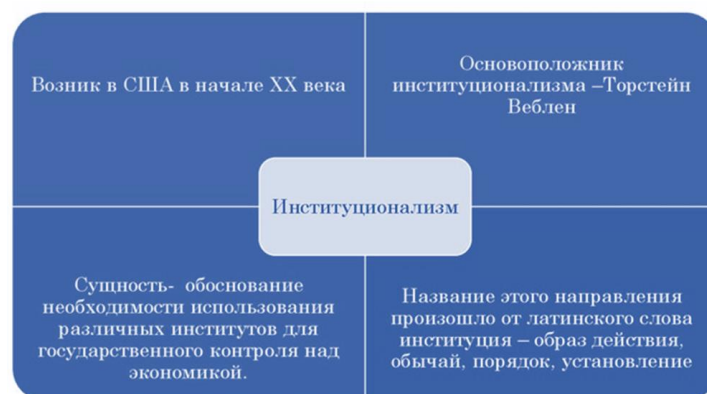 Возник в США в начале XX века
Основоположник
институционализма –Торстейн
Веблен
Институционализм
Сущность- обоснование
необходимости использования
различных институтов для
государственного контроля над
экономикой.
Название этого направления
произошло от латинского слова
институция – образ действия,
обычай, порядок, установление